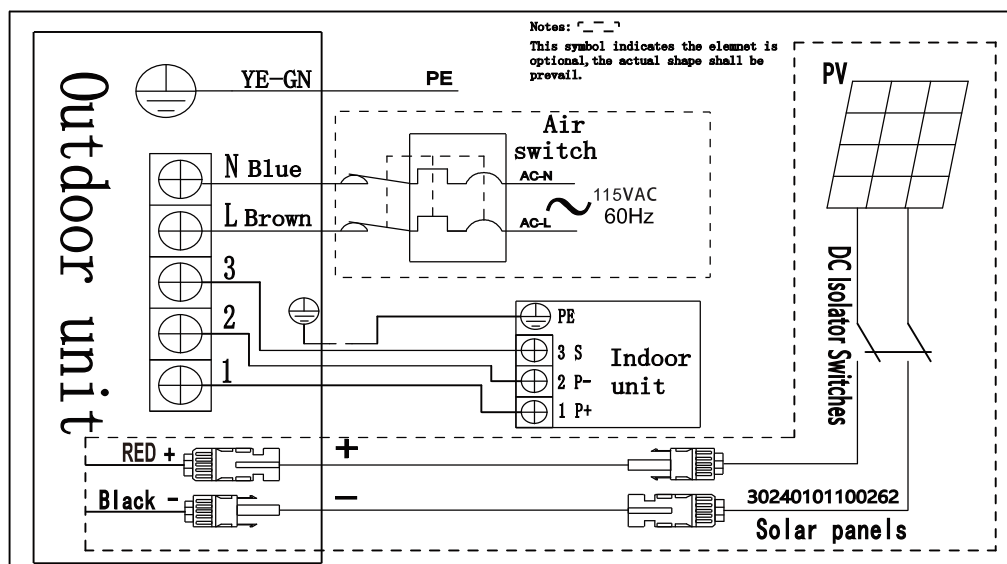 Notes:
This symbol indicates the elemnet is
optional, the actual shape shall be
prevail.
Outdoor unit
YE-GN
PE
Air
switch
N Blue
AC-N
L Brown
AC-L
115VAC
60Hz
3
2
1
PE
3 S
2 P-
1 P+
Indoor
unit
PV
DC Isolator Switches
RED +
+
Black -
-
30240101100262
Solar panels